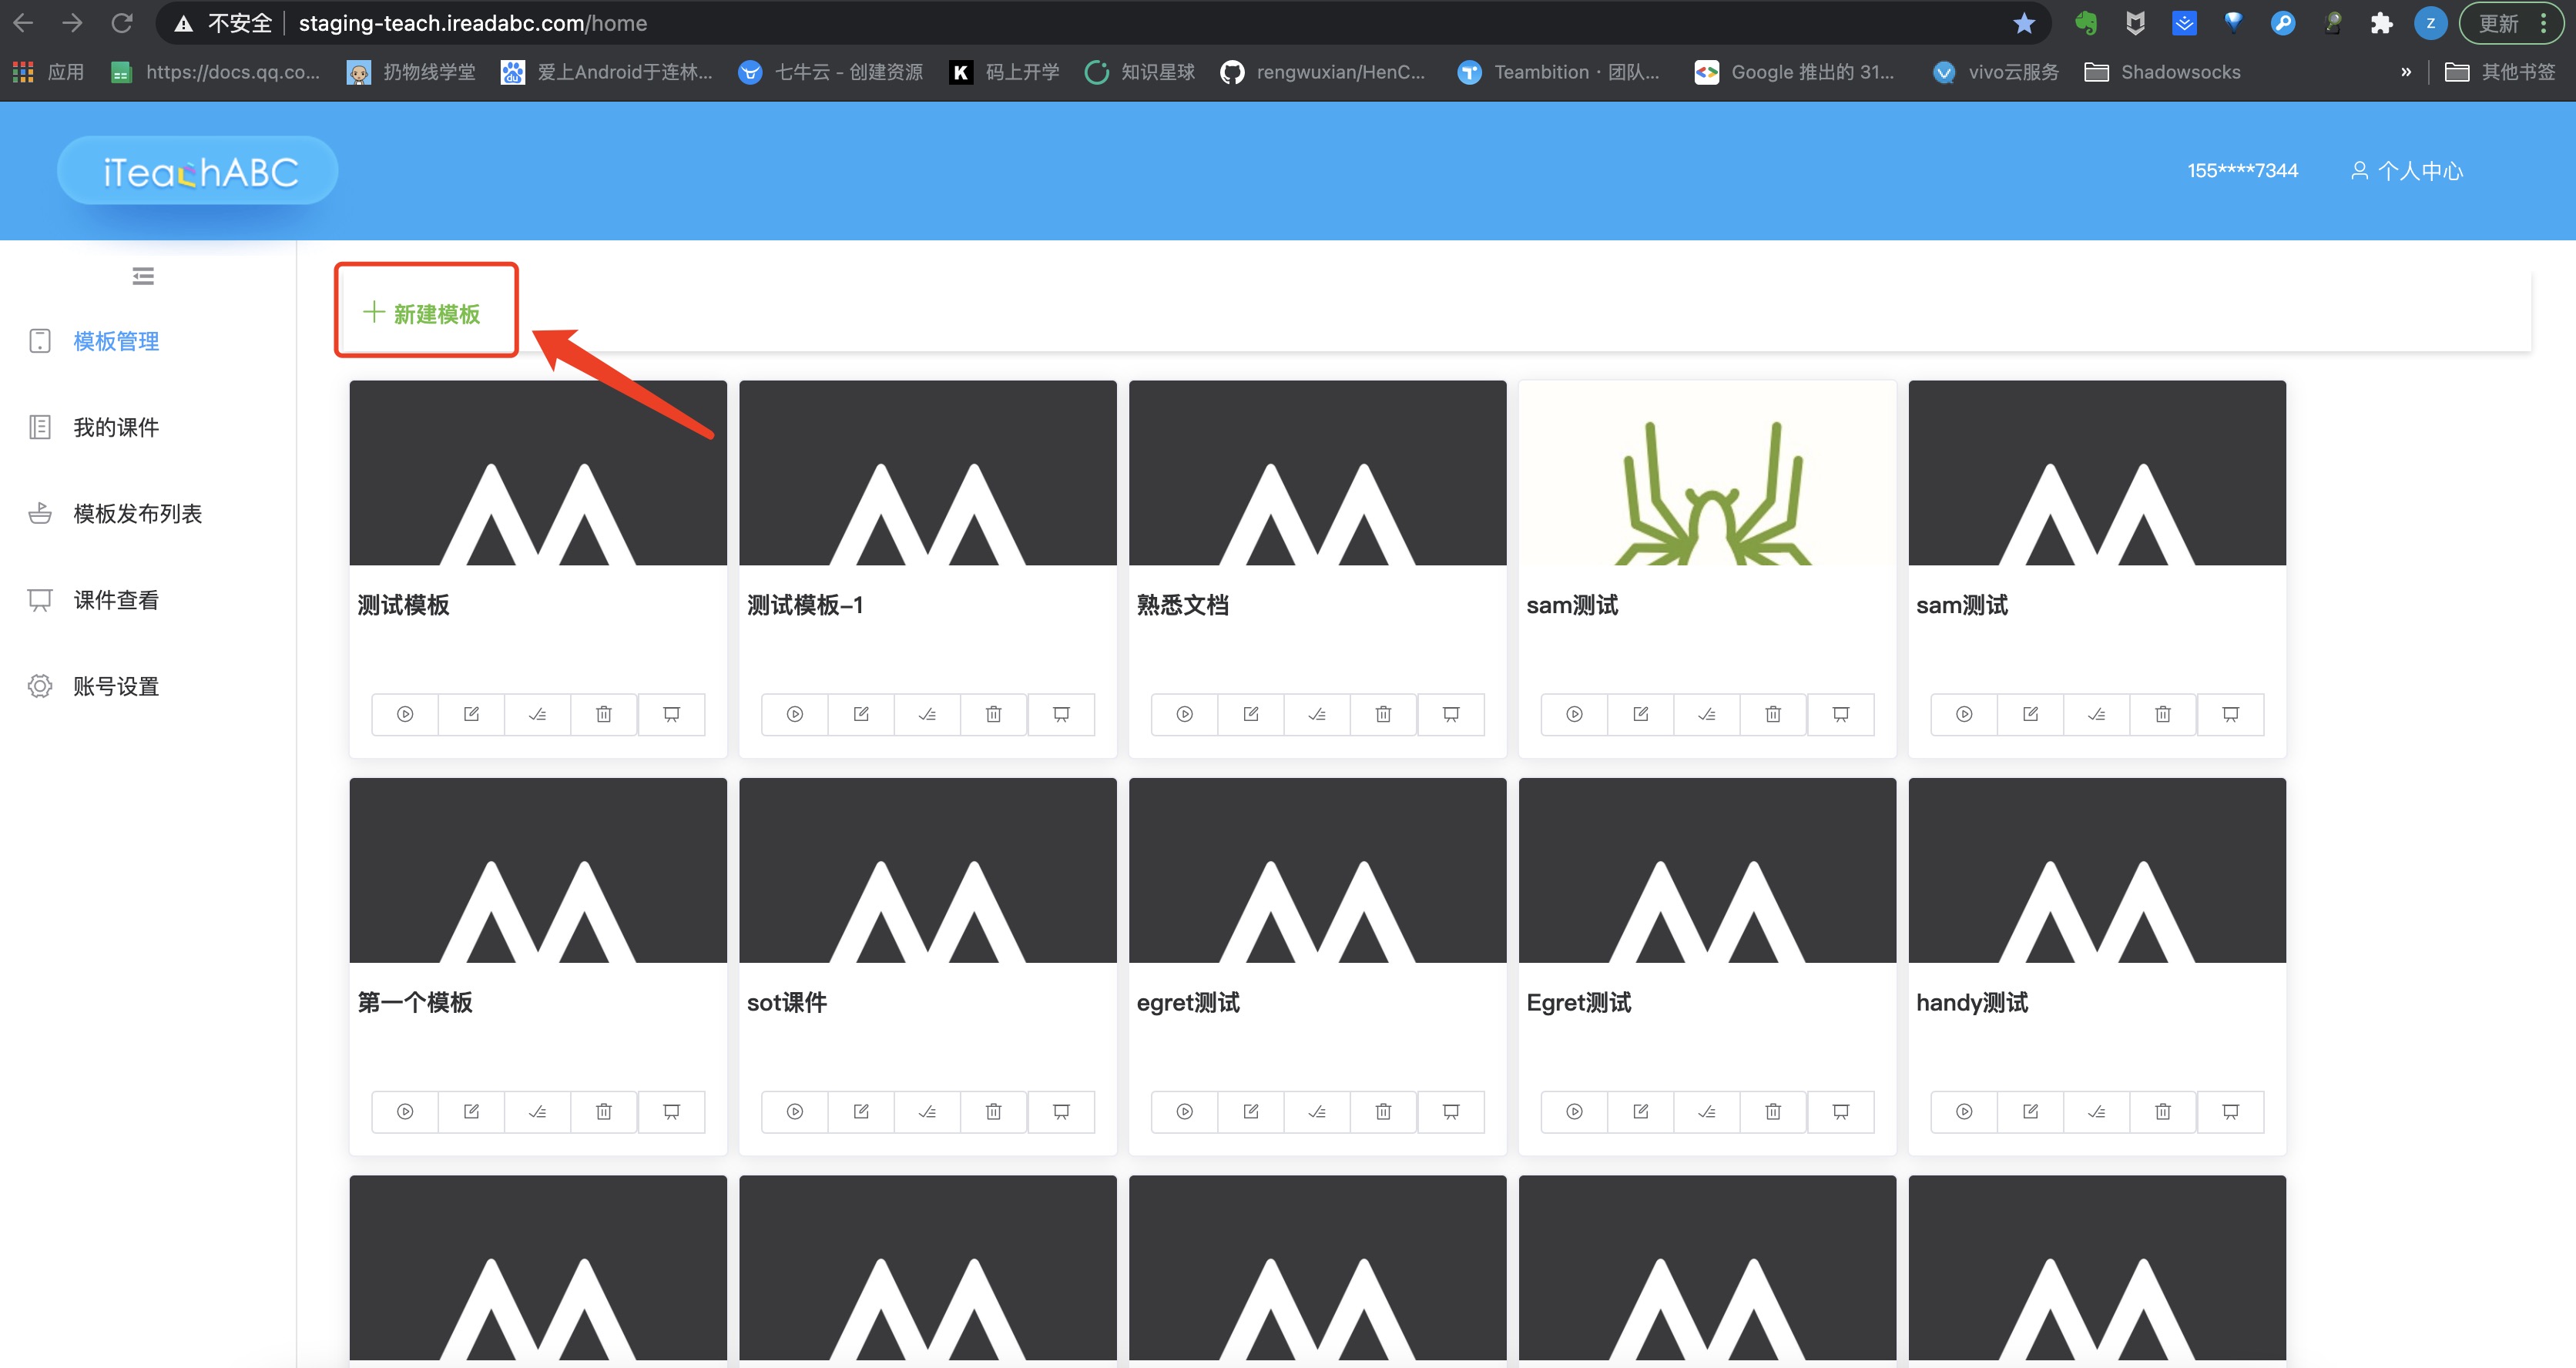 不安全 staging-teach.ireadabc.com/home
z 更新
应用 https://docs.qq.co... 扔物线学堂 爱上Android于连林... 七牛云 - 创建资源 K 码上开学 知识星球 rengwuxian/HenC... Teambition · 团队... Google 推出的 31... vivo云服务 Shadowsocks » 其他书签
iTeachABC 155****7344 个人中心
+ 新建模板
模板管理
我的课件
模板发布列表
课件查看
账号设置
测试模板 测试模板-1 熟悉文档 sam测试 sam测试
第一个模板 sot课件 egret测试 Egret测试 handy测试